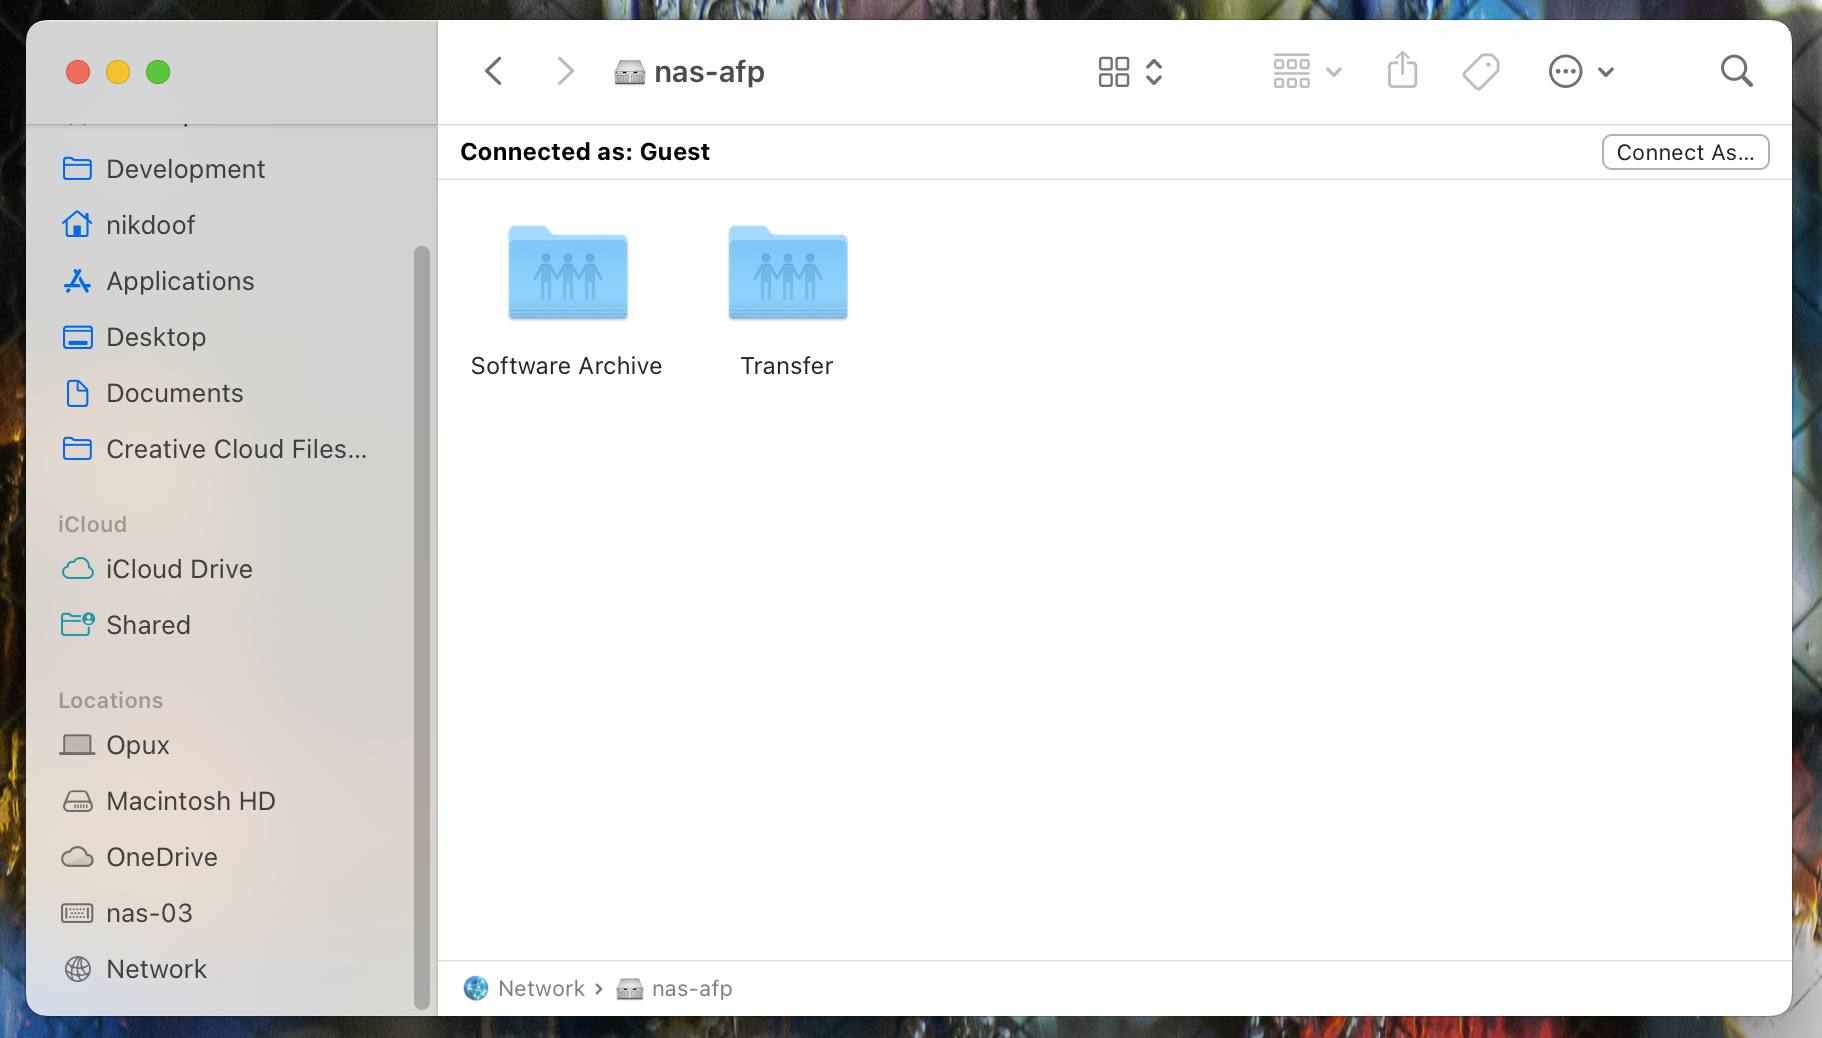 nas-afp
Connected as: Guest
Connect As...
Development
nikdoof
Applications
Desktop
Documents
Creative Cloud Files...
iCloud
iCloud Drive
Shared
Locations
Opux
Macintosh HD
OneDrive
nas-03
Network
Software Archive
Transfer
Network
nas-afp